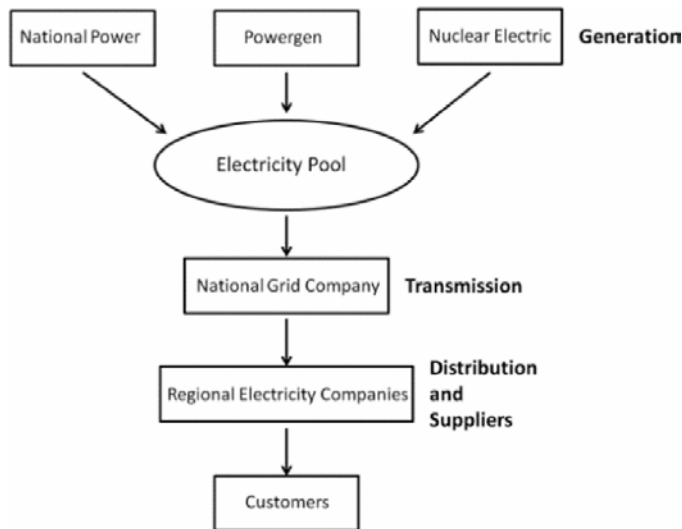 National Power
Powergen
Nuclear Electric
Generation
Electricity Pool
National Grid Company
Transmission
Regional Electricity Companies
Distribution
and
Suppliers
Customers